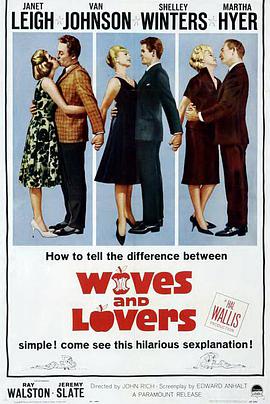 JANET LEIGH VAN JOHNSON SHELLEY WINTERS MARTHA HYER
How to tell the difference between
WIVES
AND
LOVERS
A HAL WALLIS PRODUCTION
simple! come see this hilarious sexplanation!
RAY WALSTON JEREMY SLATE
Directed by JOHN RICH - Screenplay by EDWARD ANHALT
A PARAMOUNT RELEASE